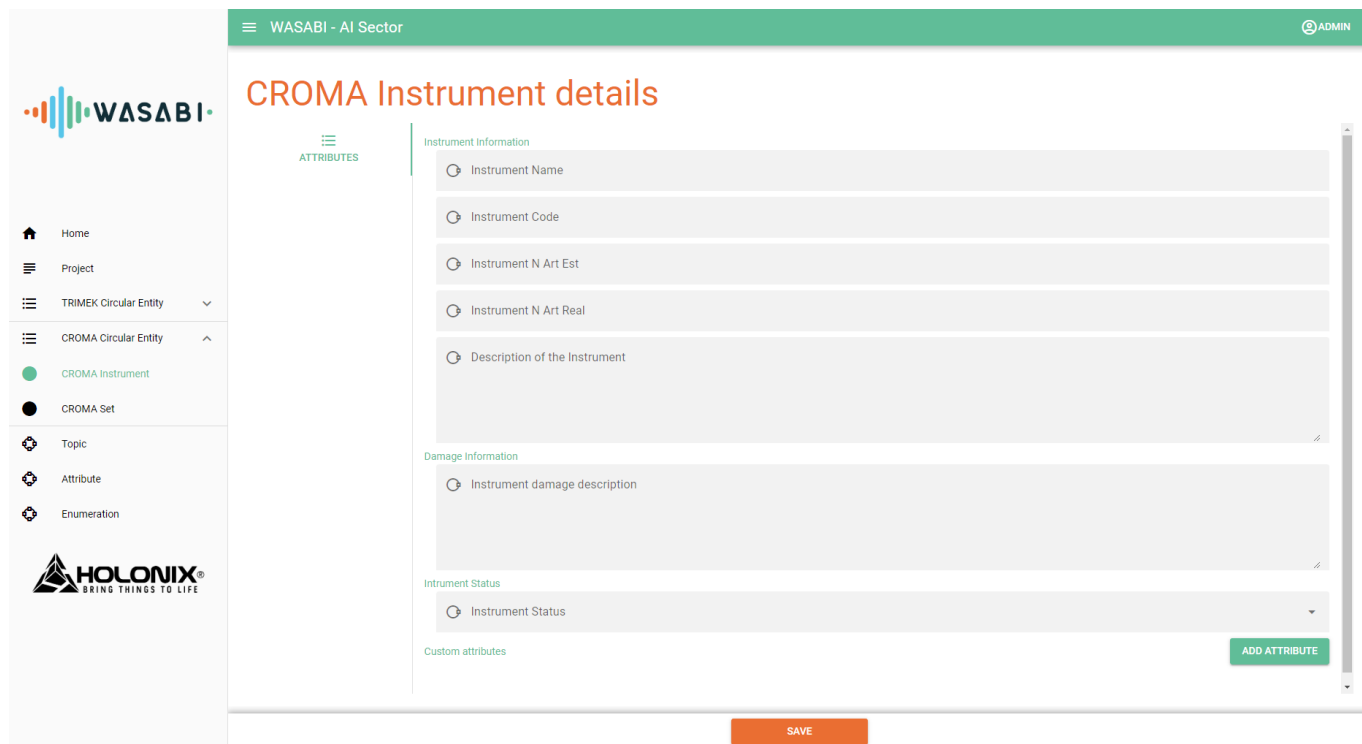 WASABI - AI Sector
ADMIN
WASABI
Home
Project
TRIMEK Circular Entity
CROMA Circular Entity
CROMA Instrument
CROMA Set
Topic
Attribute
Enumeration
HOLONIX®
BRING THINGS TO LIFE
CROMA Instrument details
ATTRIBUTES
Instrument Information
Instrument Name
Instrument Code
Instrument N Art Est
Instrument N Art Real
Description of the Instrument
Damage Information
Instrument damage description
Intrument Status
Instrument Status
Custom attributes
ADD ATTRIBUTE
SAVE